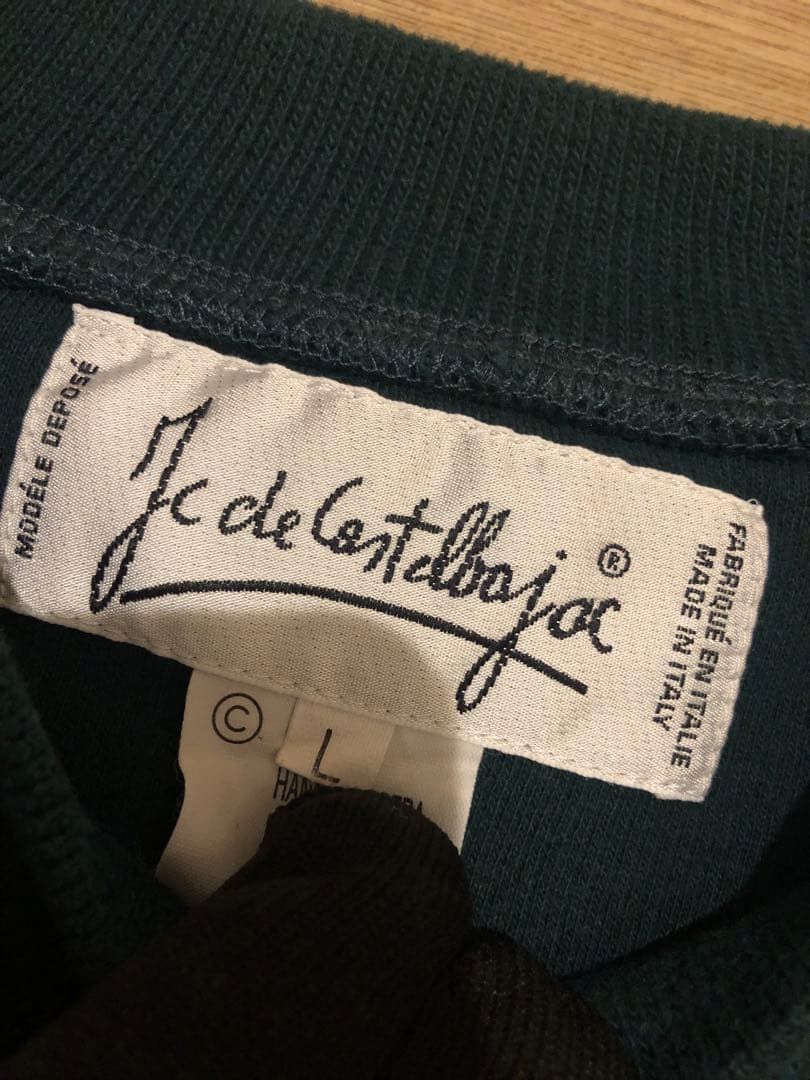 MODÈLE DEPOSÉ
Jc de Castelbajac ®
FABRIQUÉ EN ITALIE
MADE IN ITALY
©
L